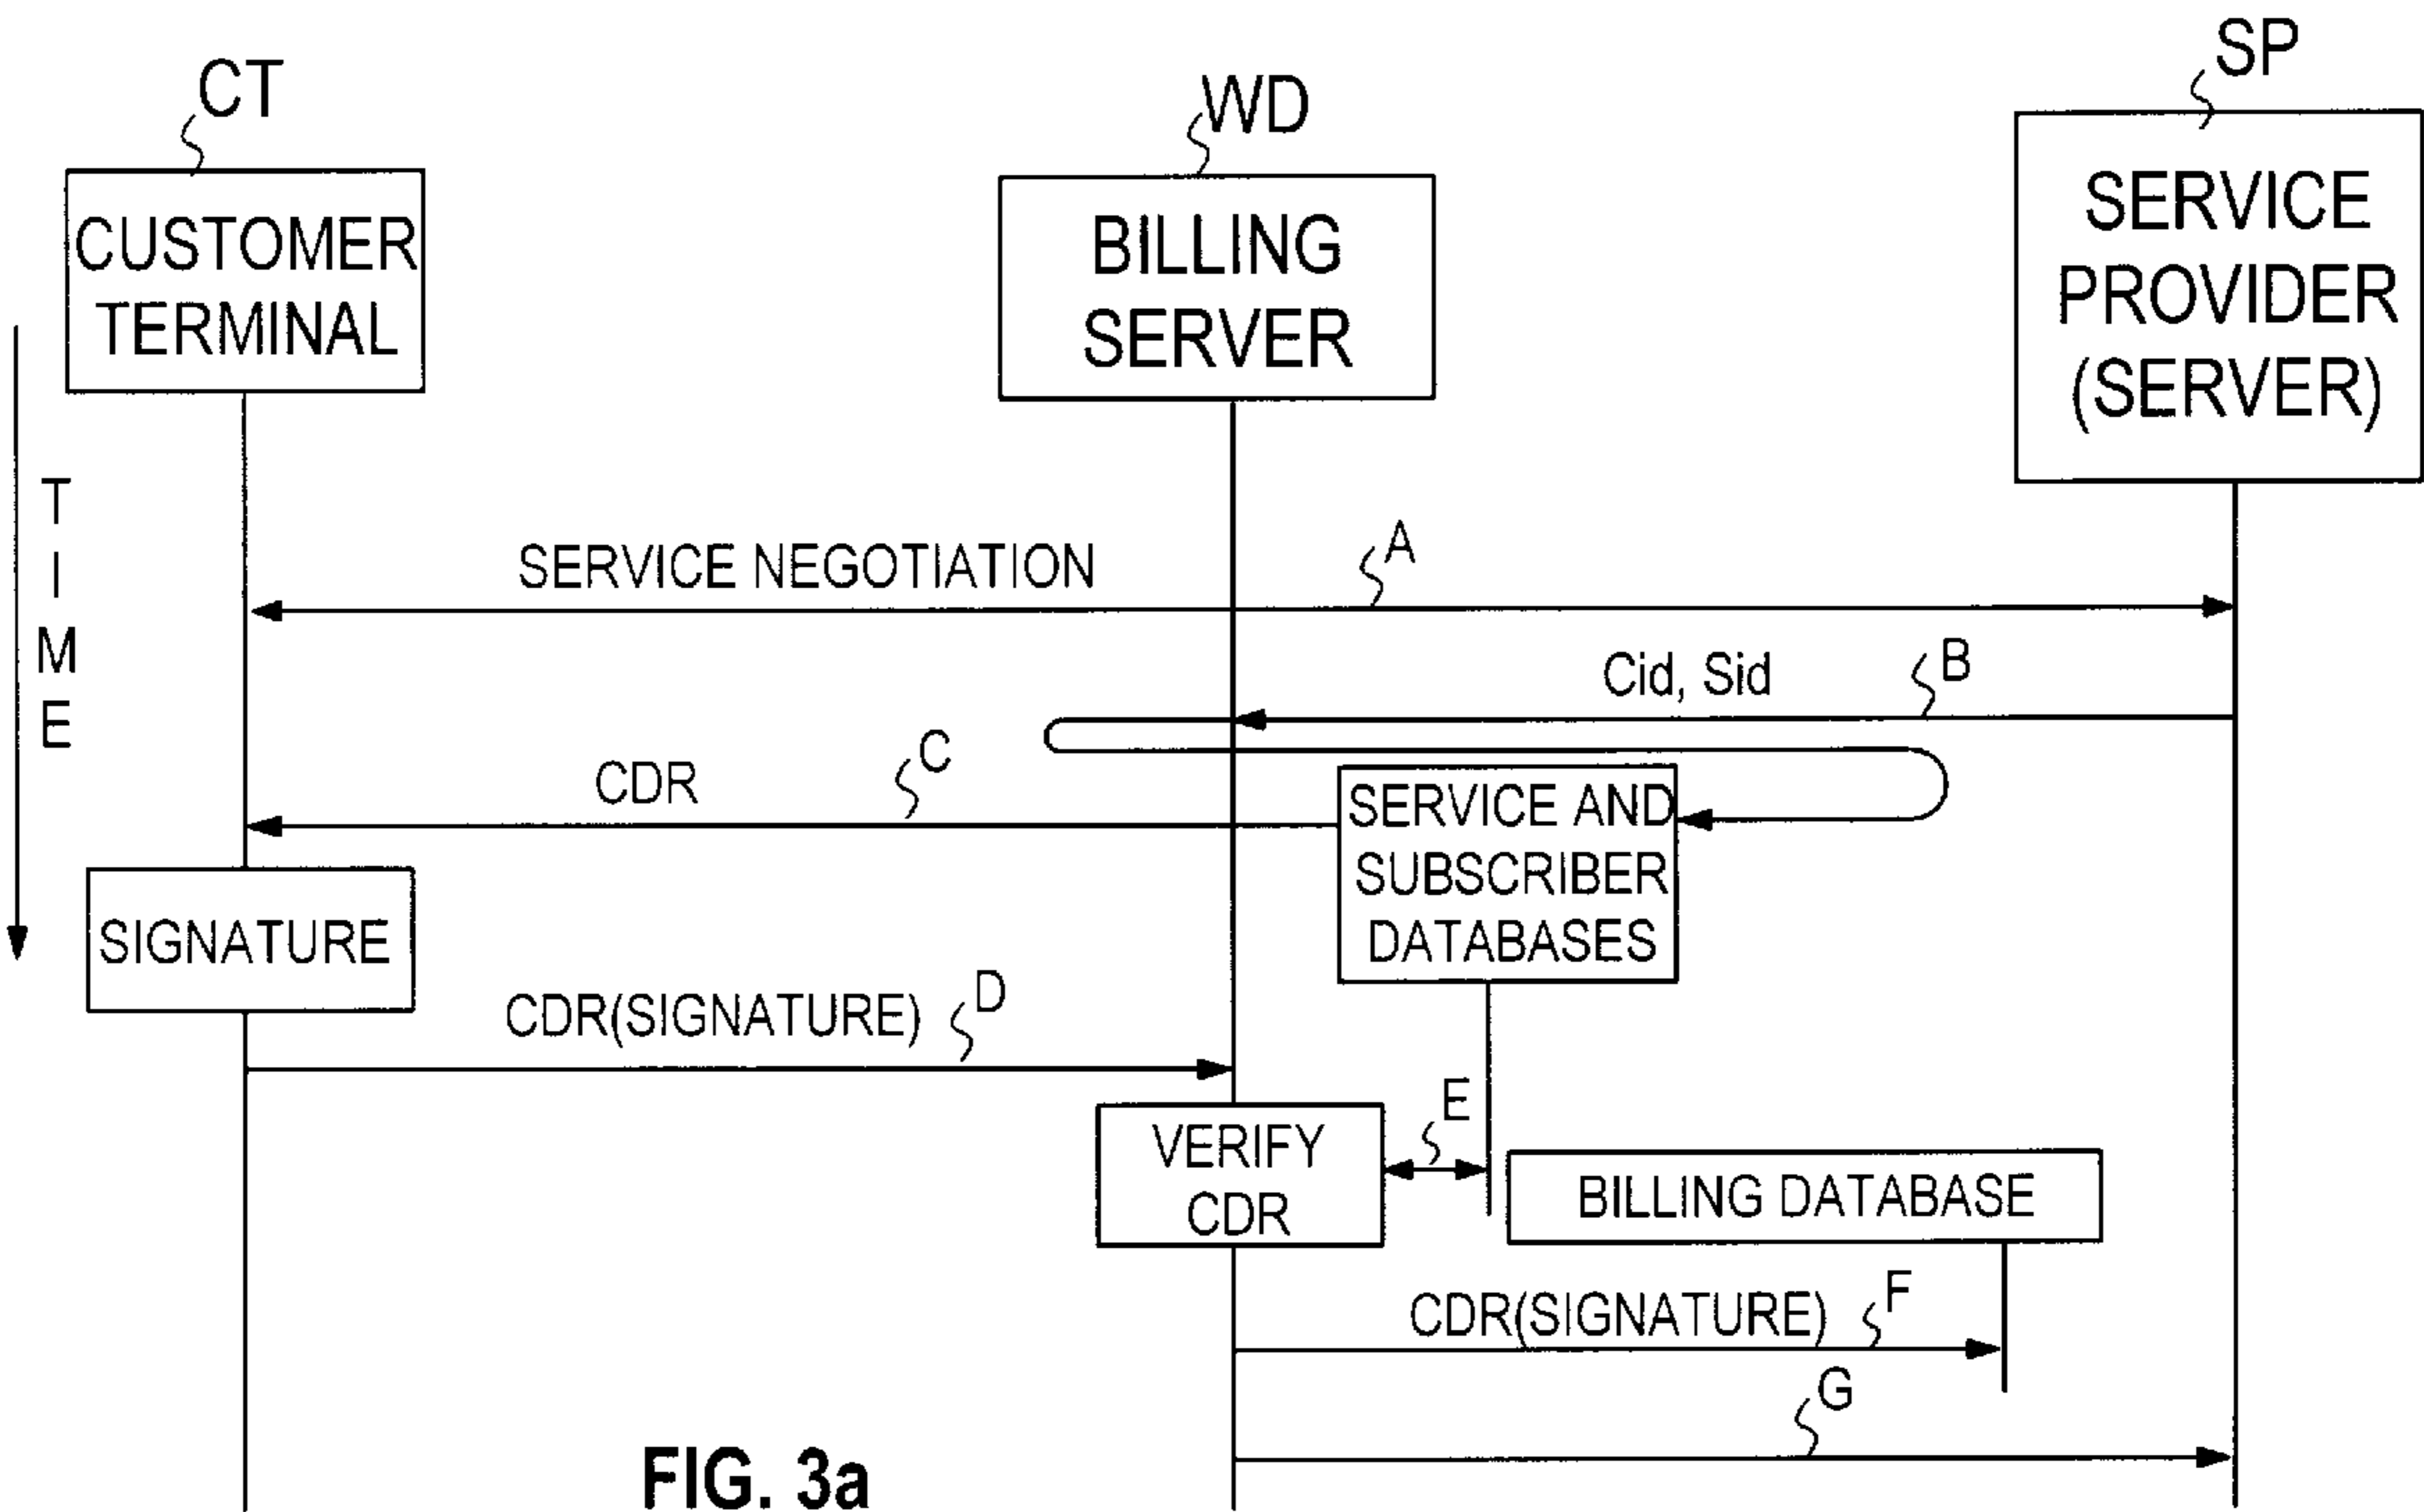 CT
WD
SP
CUSTOMER
TERMINAL
BILLING
SERVER
SERVICE
PROVIDER
(SERVER)
T
I
M
E
SERVICE NEGOTIATION
A
Cid, Sid
B
CDR
C
SERVICE AND
SUBSCRIBER
DATABASES
SIGNATURE
CDR(SIGNATURE)
D
VERIFY
CDR
E
BILLING DATABASE
CDR(SIGNATURE)
F
G
FIG. 3a